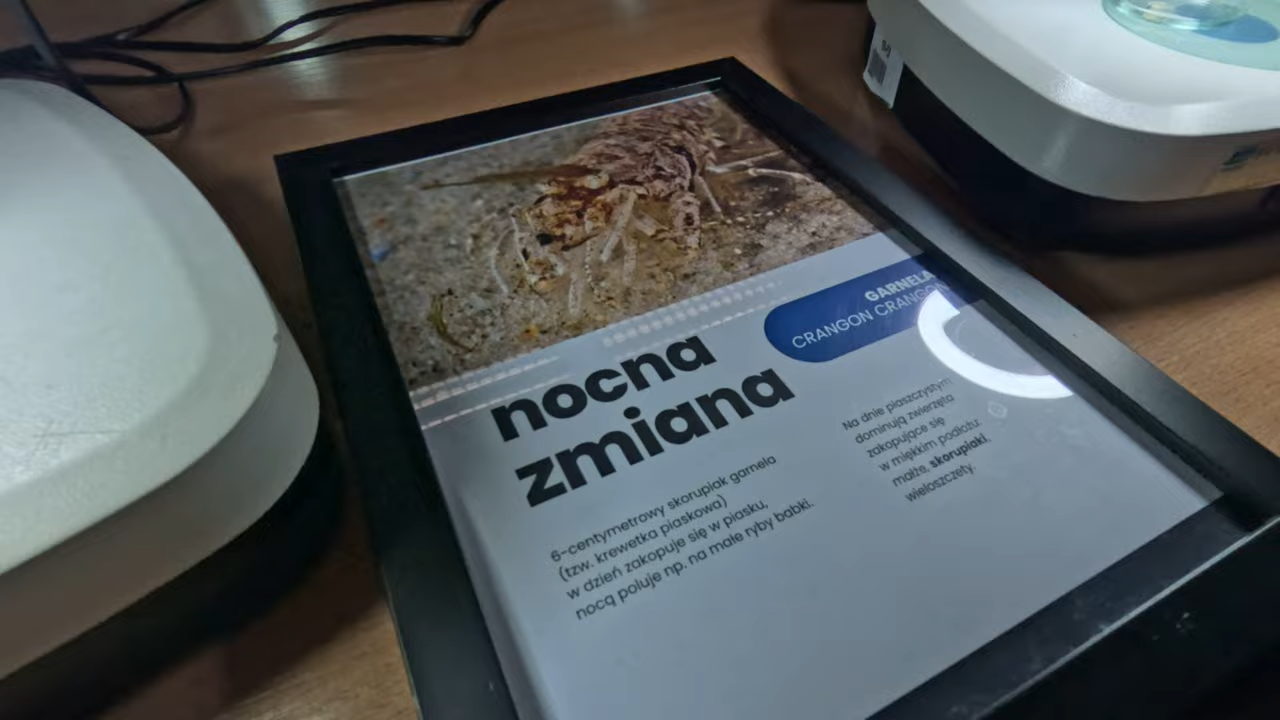 GARNELA
CRANGON CRANGON
nocna
zmiana
6-centymetrowy skorupiak garnela
(tzw. krewetka piaskowa)
w dzień zakopuje się w piasku,
nocą poluje np. na małe ryby babki.
Na dnie piaszczystym
dominują zwierzęta
zakopujące się
w miękkim podłożu:
małże, skorupiaki,
wieloszczety.